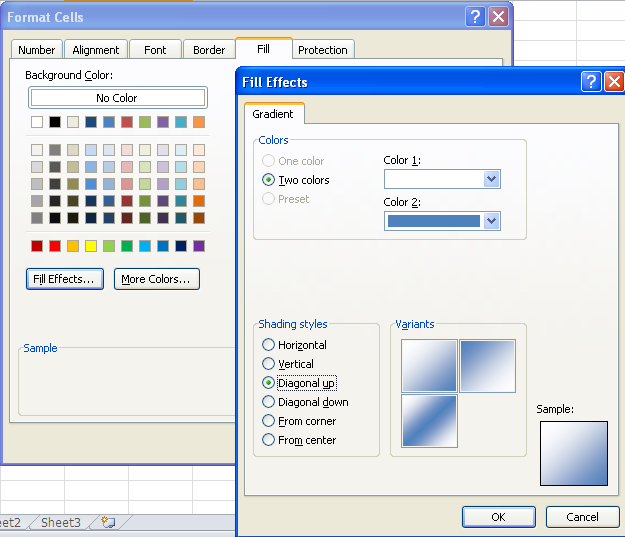 Format Cells
Number Alignment Font Border Fill Protection
Background Color:
No Color
Fill Effects...
More Colors...
Sample
Fill Effects
Gradient
Colors
One color
Two colors
Preset
Color 1:
Color 2:
Shading styles
Horizontal
Vertical
Diagonal up
Diagonal down
From corner
From center
Variants
Sample:
OK Cancel
eet2 Sheet3